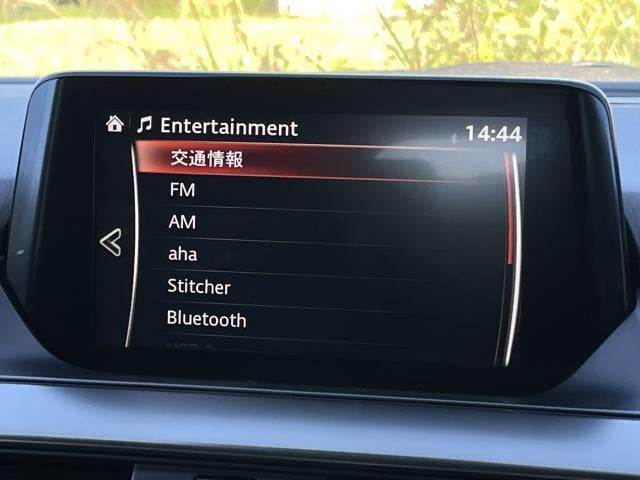 Entertainment
14:44
交通情報
FM
AM
aha
Stitcher
Bluetooth